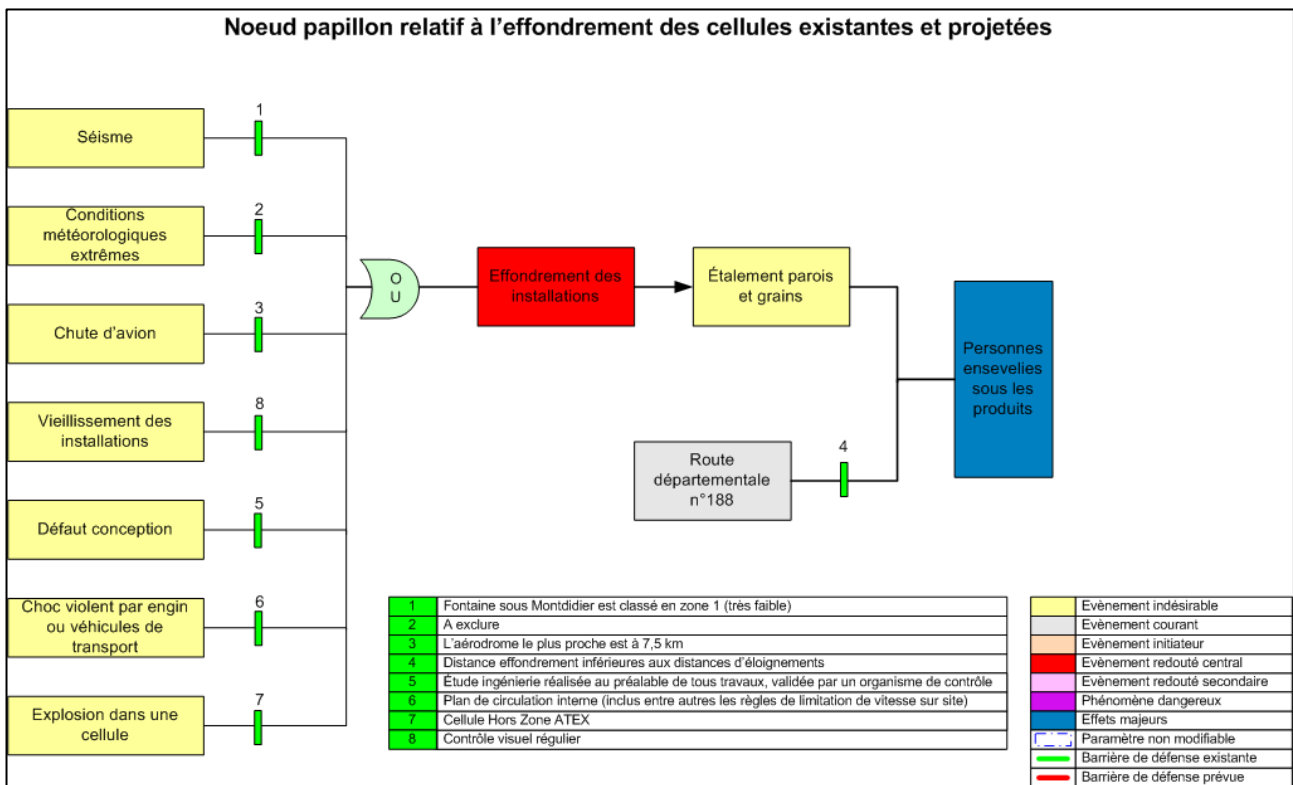 Noeud papillon relatif à l'effondrement des cellules existantes et projetées
1
Séisme
2
Conditions
météorologiques
extrêmes
3
Chute d'avion
8
Vieillissement des
installations
5
Défaut conception
6
Choc violent par engin
ou véhicules de
transport
7
Explosion dans une
cellule
O
U
Effondrement des
installations
Étalement parois
et grains
Personnes
ensevelies
sous les
produits
4
Route
départementale
n°188
1 Fontaine sous Montdidier est classé en zone 1 (très faible)
2 A exclure
3 L'aérodrome le plus proche est à 7,5 km
4 Distance effondrement inférieures aux distances d'éloignements
5 Étude ingénierie réalisée au préalable de tous travaux, validée par un organisme de contrôle
6 Plan de circulation interne (inclus entre autres les règles de limitation de vitesse sur site)
7 Cellule Hors Zone ATEX
8 Contrôle visuel régulier
Evènement indésirable
Evènement courant
Evènement initiateur
Evènement redouté central
Evènement redouté secondaire
Phénomène dangereux
Effets majeurs
Paramètre non modifiable
Barrière de défense existante
Barrière de défense prévue